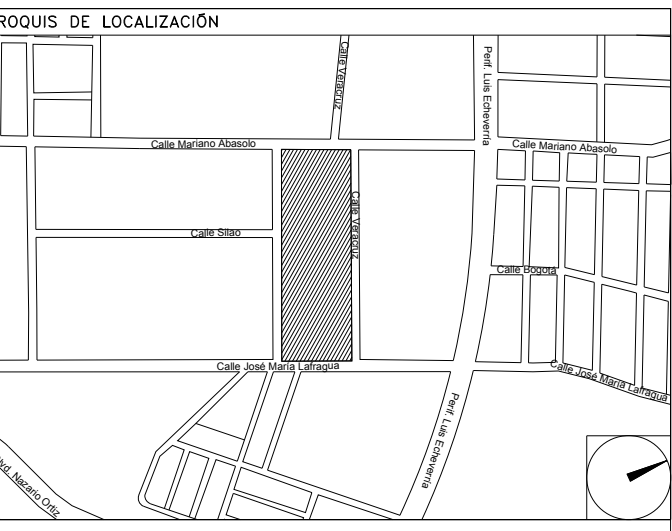 ROQUIS DE LOCALIZACIÓN
Calle Veracruz
Perif. Luis Echeverría
Calle Mariano Abasolo
Calle Mariano Abasolo
Calle Veracruz
Calle Silao
Calle Bogotá
Calle José María Lafragua
Calle José María Lafragua
Perif. Luis Echeverría
lvd. Nazario Ortiz